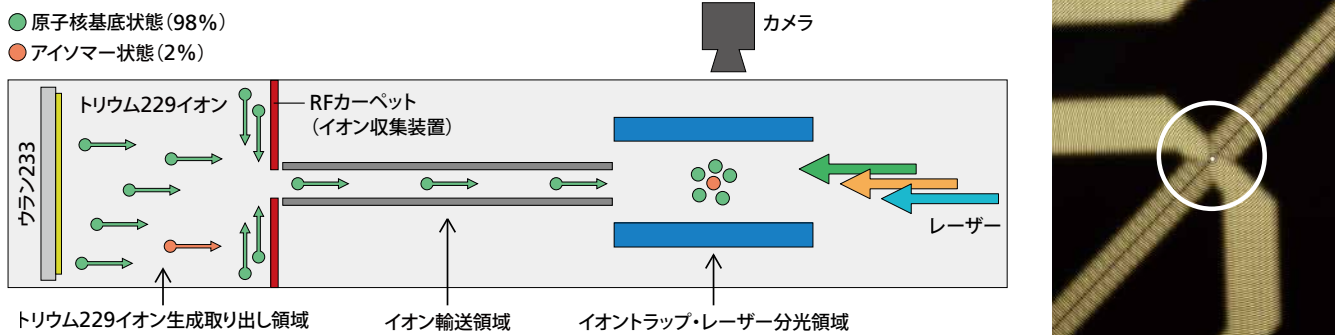 原子核基底状態（98%）
アイソマー状態（2%）
カメラ
トリウム229イオン
RFカーペット
（イオン収集装置）
ウラン233
レーザー
トリウム229イオン生成取り出し領域
イオン輸送領域
イオントラップ・レーザー分光領域